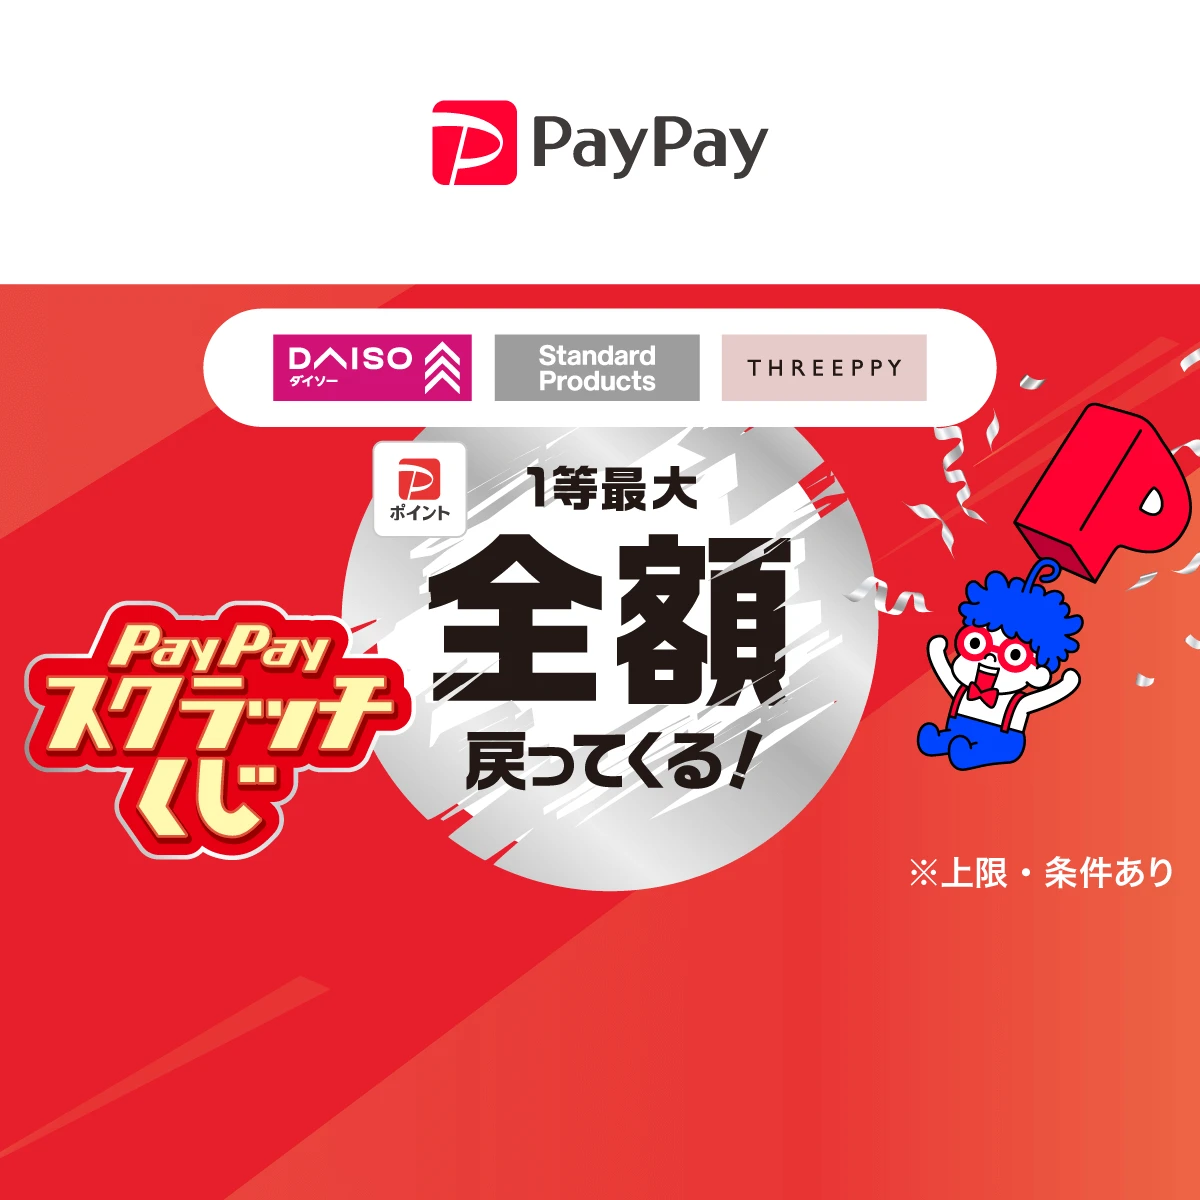 PayPay
DAISO
ダイソー
Standard
Products
THREEPPY
P
ポイント
1等最大
全額
戻ってくる!
PayPay
スクラッチ
くじ
P
※上限・条件あり